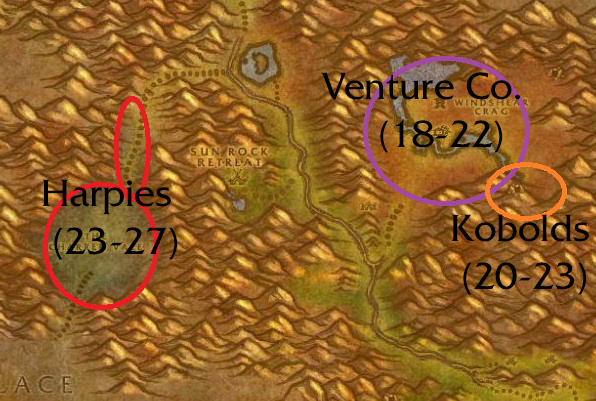 Venture Co.
WINDSHEAR
CRAG
(18-22)
SUN ROCK
RETREAT
Harpies
(23-27)
Kobolds
(20-23)
ACE